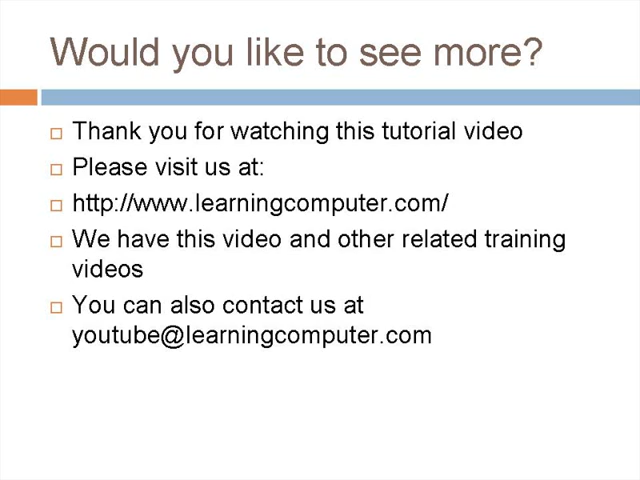 Would you like to see more?
Thank you for watching this tutorial video
Please visit us at:
http://www.learningcomputer.com/
We have this video and other related training
videos
You can also contact us at
youtube@learningcomputer.com